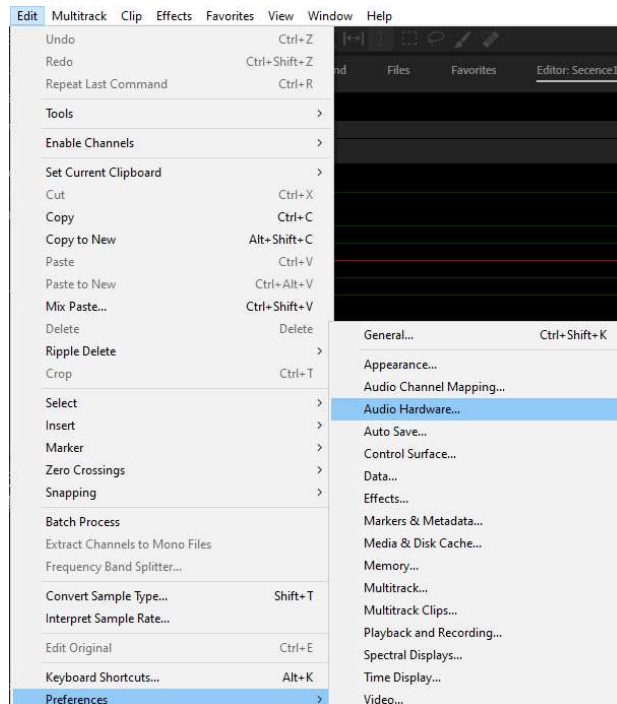 Edit Multitrack Clip Effects Favorites View Window Help
Undo Ctrl+Z
Redo Ctrl+Shift+Z
Repeat Last Command Ctrl+R
nd Files Favorites Editor: Secence1
Tools >
Enable Channels >
Set Current Clipboard >
Cut Ctrl+X
Copy Ctrl+C
Copy to New Alt+Shift+C
Paste Ctrl+V
Paste to New Ctrl+Alt+V
Mix Paste... Ctrl+Shift+V
Delete Delete
Ripple Delete >
Crop Ctrl+T
Select >
Insert >
Marker >
Zero Crossings >
Snapping >
Batch Process
Extract Channels to Mono Files
Frequency Band Splitter...
Convert Sample Type... Shift+T
Interpret Sample Rate...
Edit Original Ctrl+E
Keyboard Shortcuts... Alt+K
Preferences >
General... Ctrl+Shift+K
Appearance...
Audio Channel Mapping...
Audio Hardware...
Auto Save...
Control Surface...
Data...
Effects...
Markers & Metadata...
Media & Disk Cache...
Memory...
Multitrack...
Multitrack Clips...
Playback and Recording...
Spectral Displays...
Time Display...
Video...